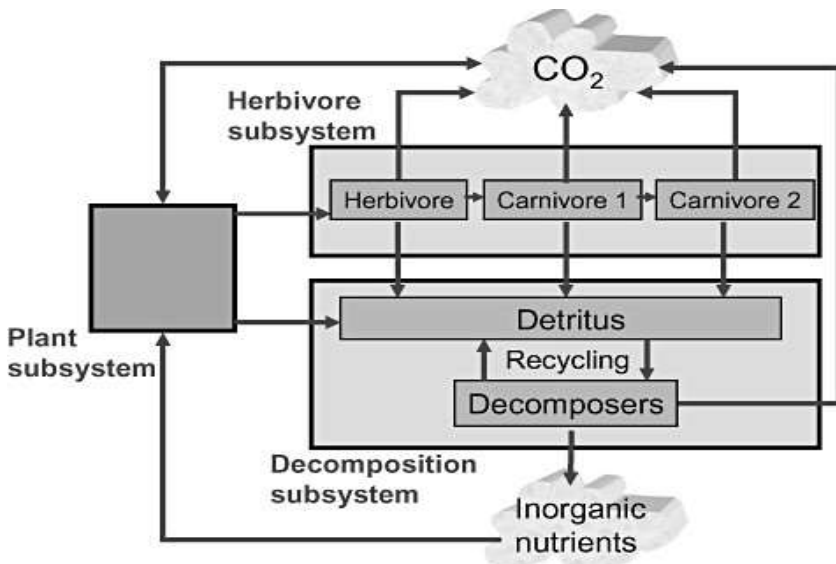 CO₂
Herbivore
subsystem
Herbivore
Carnivore 1
Carnivore 2
Plant
subsystem
Detritus
Recycling
Decomposers
Decomposition
subsystem
Inorganic
nutrients